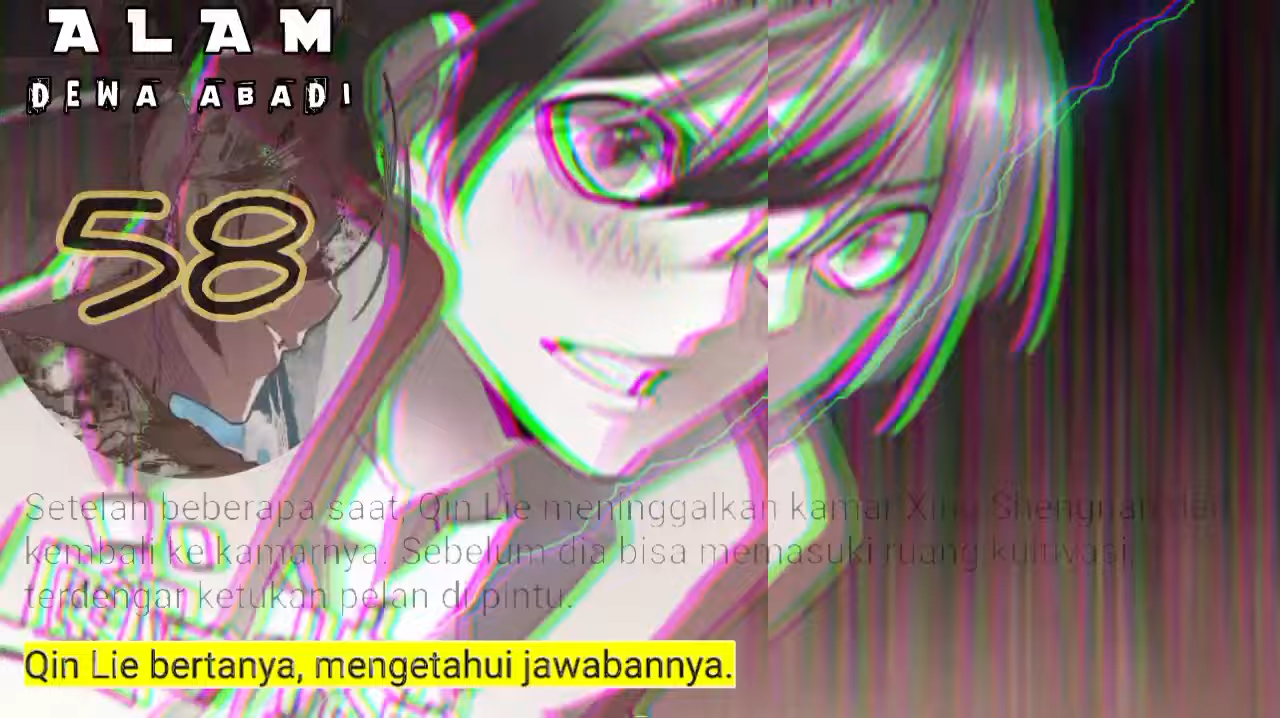 ALAM
DEWA ABADI
58
Setelah beberapa saat, Qin Lie meninggalkan kamar Xing Shengnan dan
kembali ke kamarnya. Sebelum dia bisa memasuki ruang kultivasi,
terdengar ketukan pelan di pintu.
Qin Lie bertanya, mengetahui jawabannya.